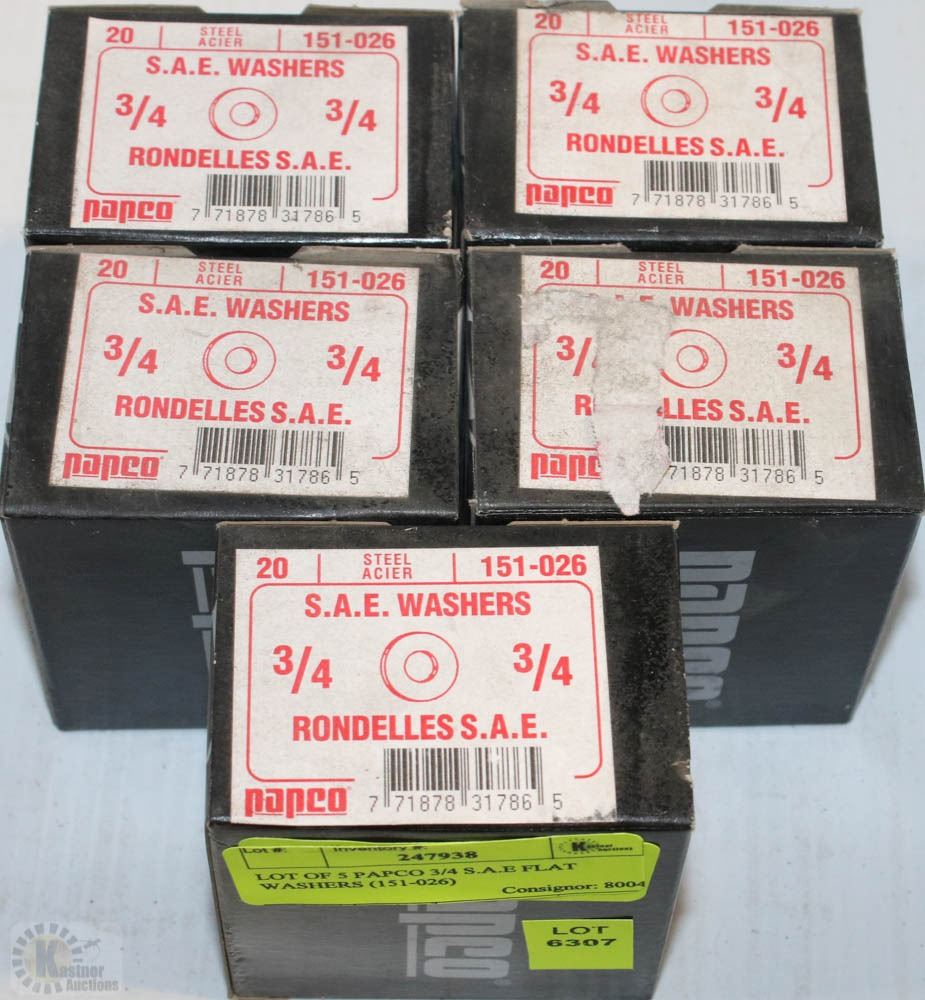 20 STEEL ACIER 151-026
S.A.E. WASHERS
3/4 3/4
RONDELLES S.A.E.
papco 7 71878 31786 5
20 STEEL ACIER 151-026
S.A.E. WASHERS
3/4 3/4
RONDELLES S.A.E.
papco 7 71878 31786 5
20 STEEL ACIER 151-026
S.A.E. WASHERS
3/4 3/4
RONDELLES S.A.E.
papco 7 71878 31786 5
20 STEEL ACIER 151-026
WASHERS
3/4
S.A.E.
71878 31786 5
papco®
20 STEEL ACIER 151-026
S.A.E. WASHERS
3/4 3/4
RONDELLES S.A.E.
papco 7 71878 31786 5
Lot #: Inventory #: Kastner Auctions
247938
LOT OF 5 PAPCO 3/4 S.A.E FLAT
WASHERS (151-026) Consignor: 8004
LOT
6307
Kastner
Auctions